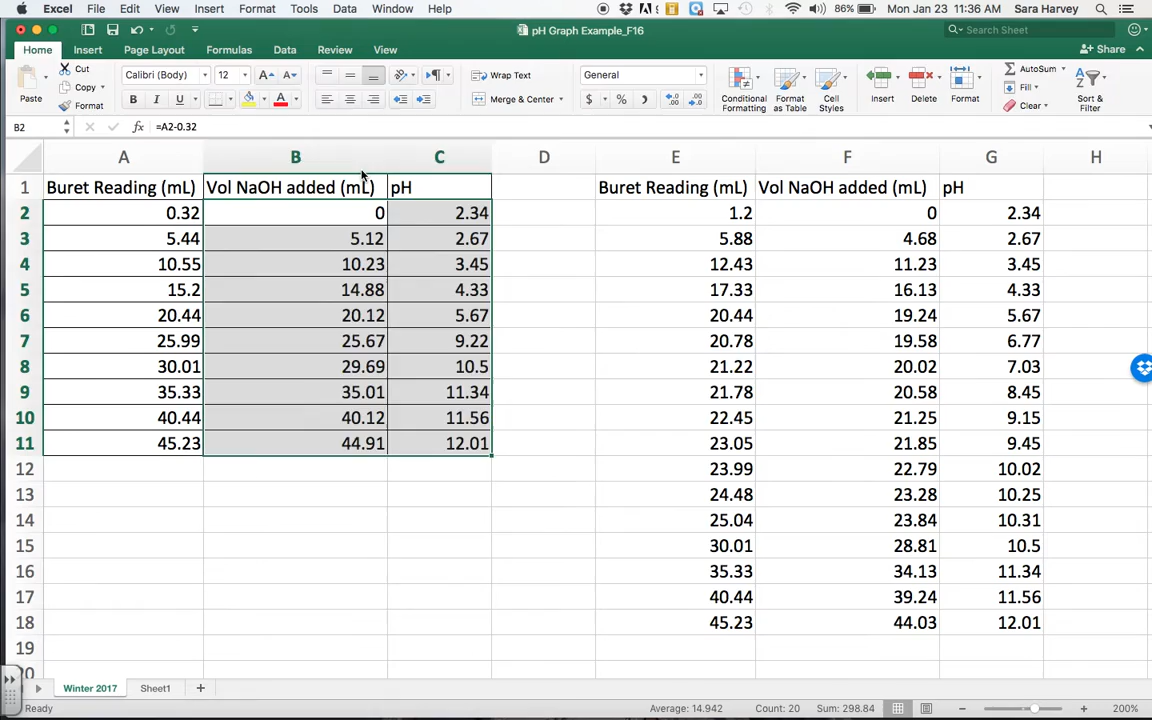 Excel File Edit View Insert Format Tools Data Window Help 86% Mon Jan 23 11:36 AM Sara Harvey
pH Graph Example_F16 Search Sheet
Home Insert Page Layout Formulas Data Review View Share
Paste Cut Copy Format
Calibri (Body) 12 B I U A
Wrap Text Merge & Center
General $ %
Conditional Formatting Format as Table Cell Styles
Insert Delete Format
AutoSum Fill Clear Sort & Filter
B2 fx =A2-0.32
A B C D E F G H
1 Buret Reading (mL) Vol NaOH added (mL) pH Buret Reading (mL) Vol NaOH added (mL) pH
2 0.32 0 2.34 1.2 0 2.34
3 5.44 5.12 2.67 5.88 4.68 2.67
4 10.55 10.23 3.45 12.43 11.23 3.45
5 15.2 14.88 4.33 17.33 16.13 4.33
6 20.44 20.12 5.67 20.44 19.24 5.67
7 25.99 25.67 9.22 20.78 19.58 6.77
8 30.01 29.69 10.5 21.22 20.02 7.03
9 35.33 35.01 11.34 21.78 20.58 8.45
10 40.44 40.12 11.56 22.45 21.25 9.15
11 45.23 44.91 12.01 23.05 21.85 9.45
12 23.99 22.79 10.02
13 24.48 23.28 10.25
14 25.04 23.84 10.31
15 30.01 28.81 10.5
16 35.33 34.13 11.34
17 40.44 39.24 11.56
18 45.23 44.03 12.01
19
20
Winter 2017 Sheet1 +
Ready Average: 14.942 Count: 20 Sum: 298.84 200%